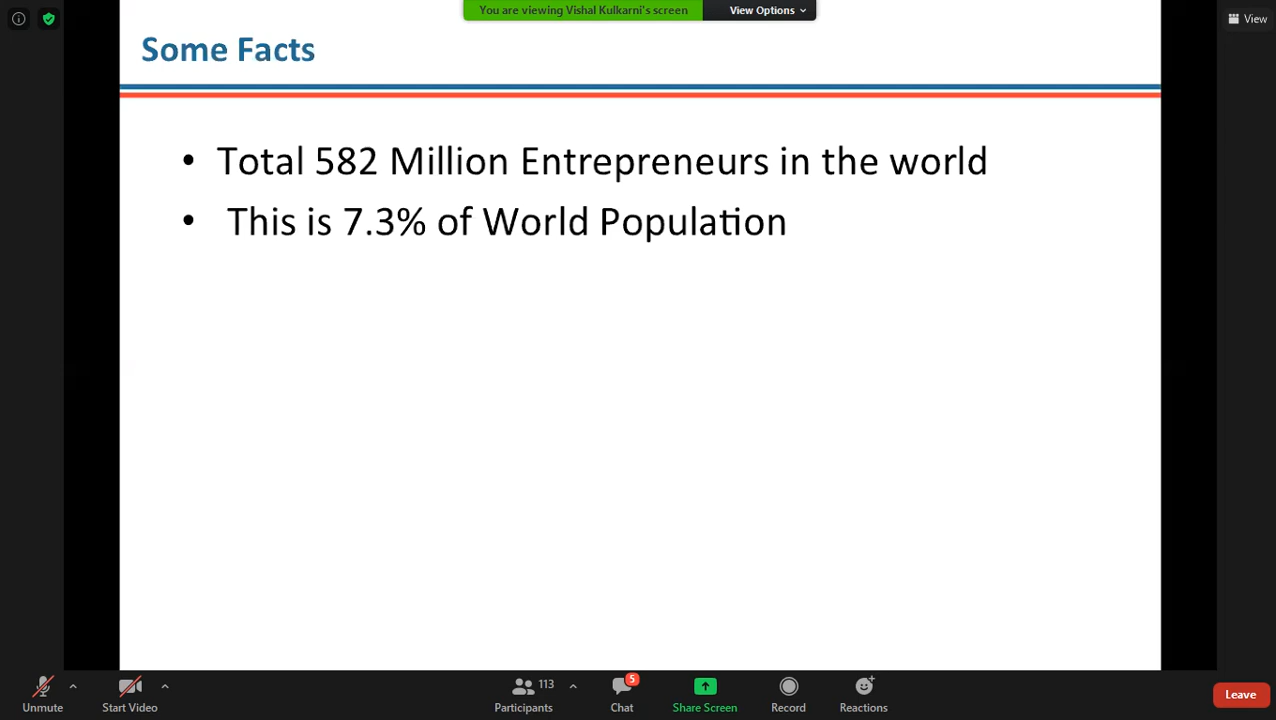 You are viewing Vishal Kulkarni's screen View Options
View
Some Facts
• Total 582 Million Entrepreneurs in the world
• This is 7.3% of World Population
Unmute
Start Video
113
Participants
5
Chat
Share Screen
Record
Reactions
Leave